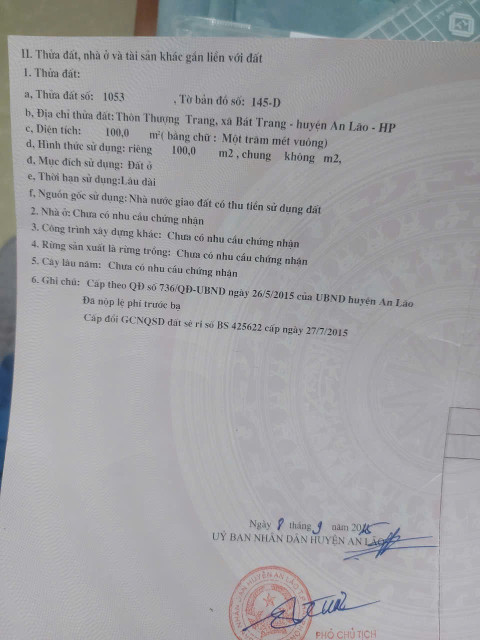 II. Thửa đất, nhà ở và tài sản khác gắn liền với đất
1. Thửa đất:
a, Thửa đất số: 1053 , Tờ bản đồ số: 145-D
b, Địa chỉ thửa đất: Thôn Thượng Trang, xã Bát Trang - huyện An Lão - HP
c, Diện tích: 100,0 m² ( bằng chữ : Một trăm mét vuông)
d, Hình thức sử dụng: riêng 100,0 m2 , chung không m2,
đ, Mục đích sử dụng: Đất ở
e, Thời hạn sử dụng:Lâu dài
f, Nguồn gốc sử dụng: Nhà nước giao đất có thu tiền sử dụng đất
2. Nhà ở: Chưa có nhu cầu chứng nhận
3. Công trình xây dựng khác: Chưa có nhu cầu chứng nhận
4. Rừng sản xuất là rừng trồng: Chưa có nhu cầu chứng nhận
5. Cây lâu năm: Chưa có nhu cầu chứng nhận
6. Ghi chú: Cấp theo QĐ số 736/QĐ-UBND ngày 26/5/2015 của UBND huyện An Lão
Đã nộp lệ phí trước bạ
Cấp đổi GCNQSD đất sê ri số BS 425622 cấp ngày 27/7/2015
Ngày 8 tháng 9 năm 2015
UỶ BAN NHÂN DÂN HUYỆN AN LÃO
PHÓ CHỦ TỊCH